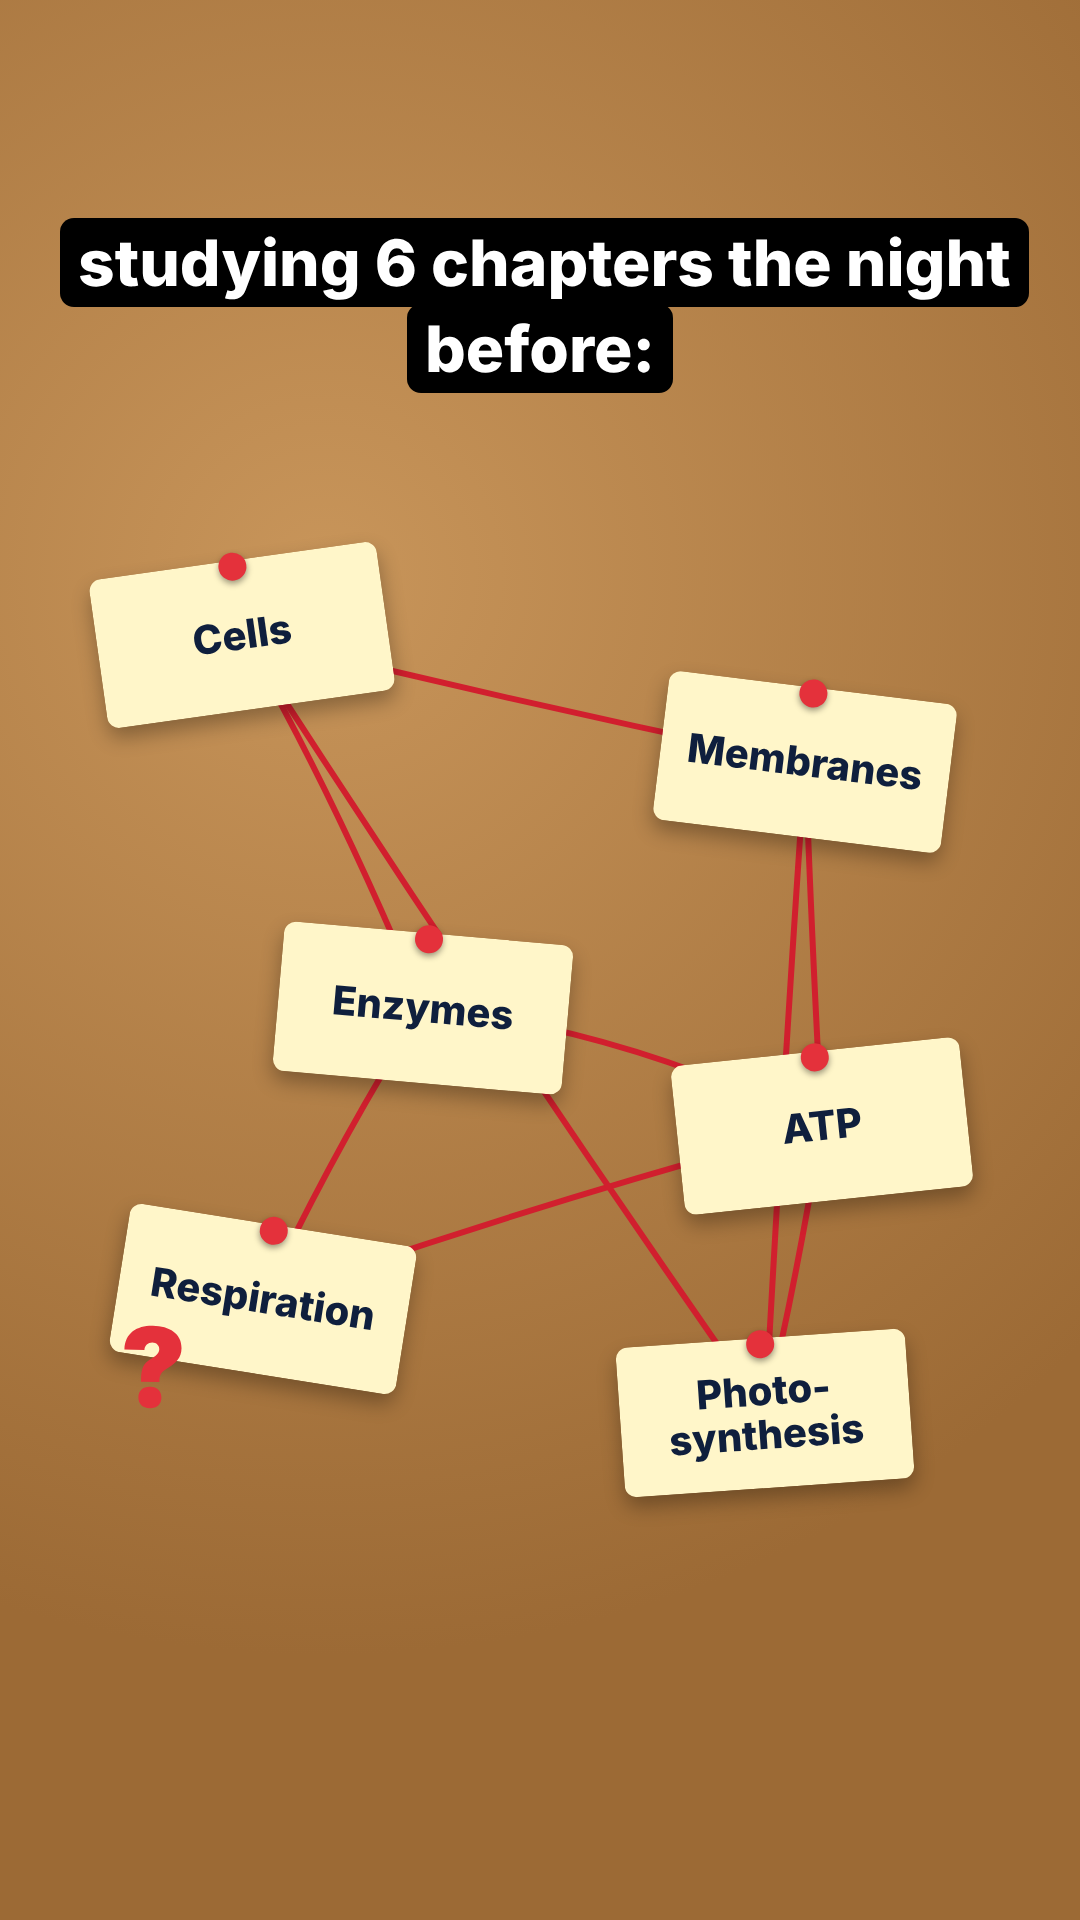 studying 6 chapters the night
before:
Cells
Membranes
Enzymes
ATP
Respiration
?
Photo-
synthesis